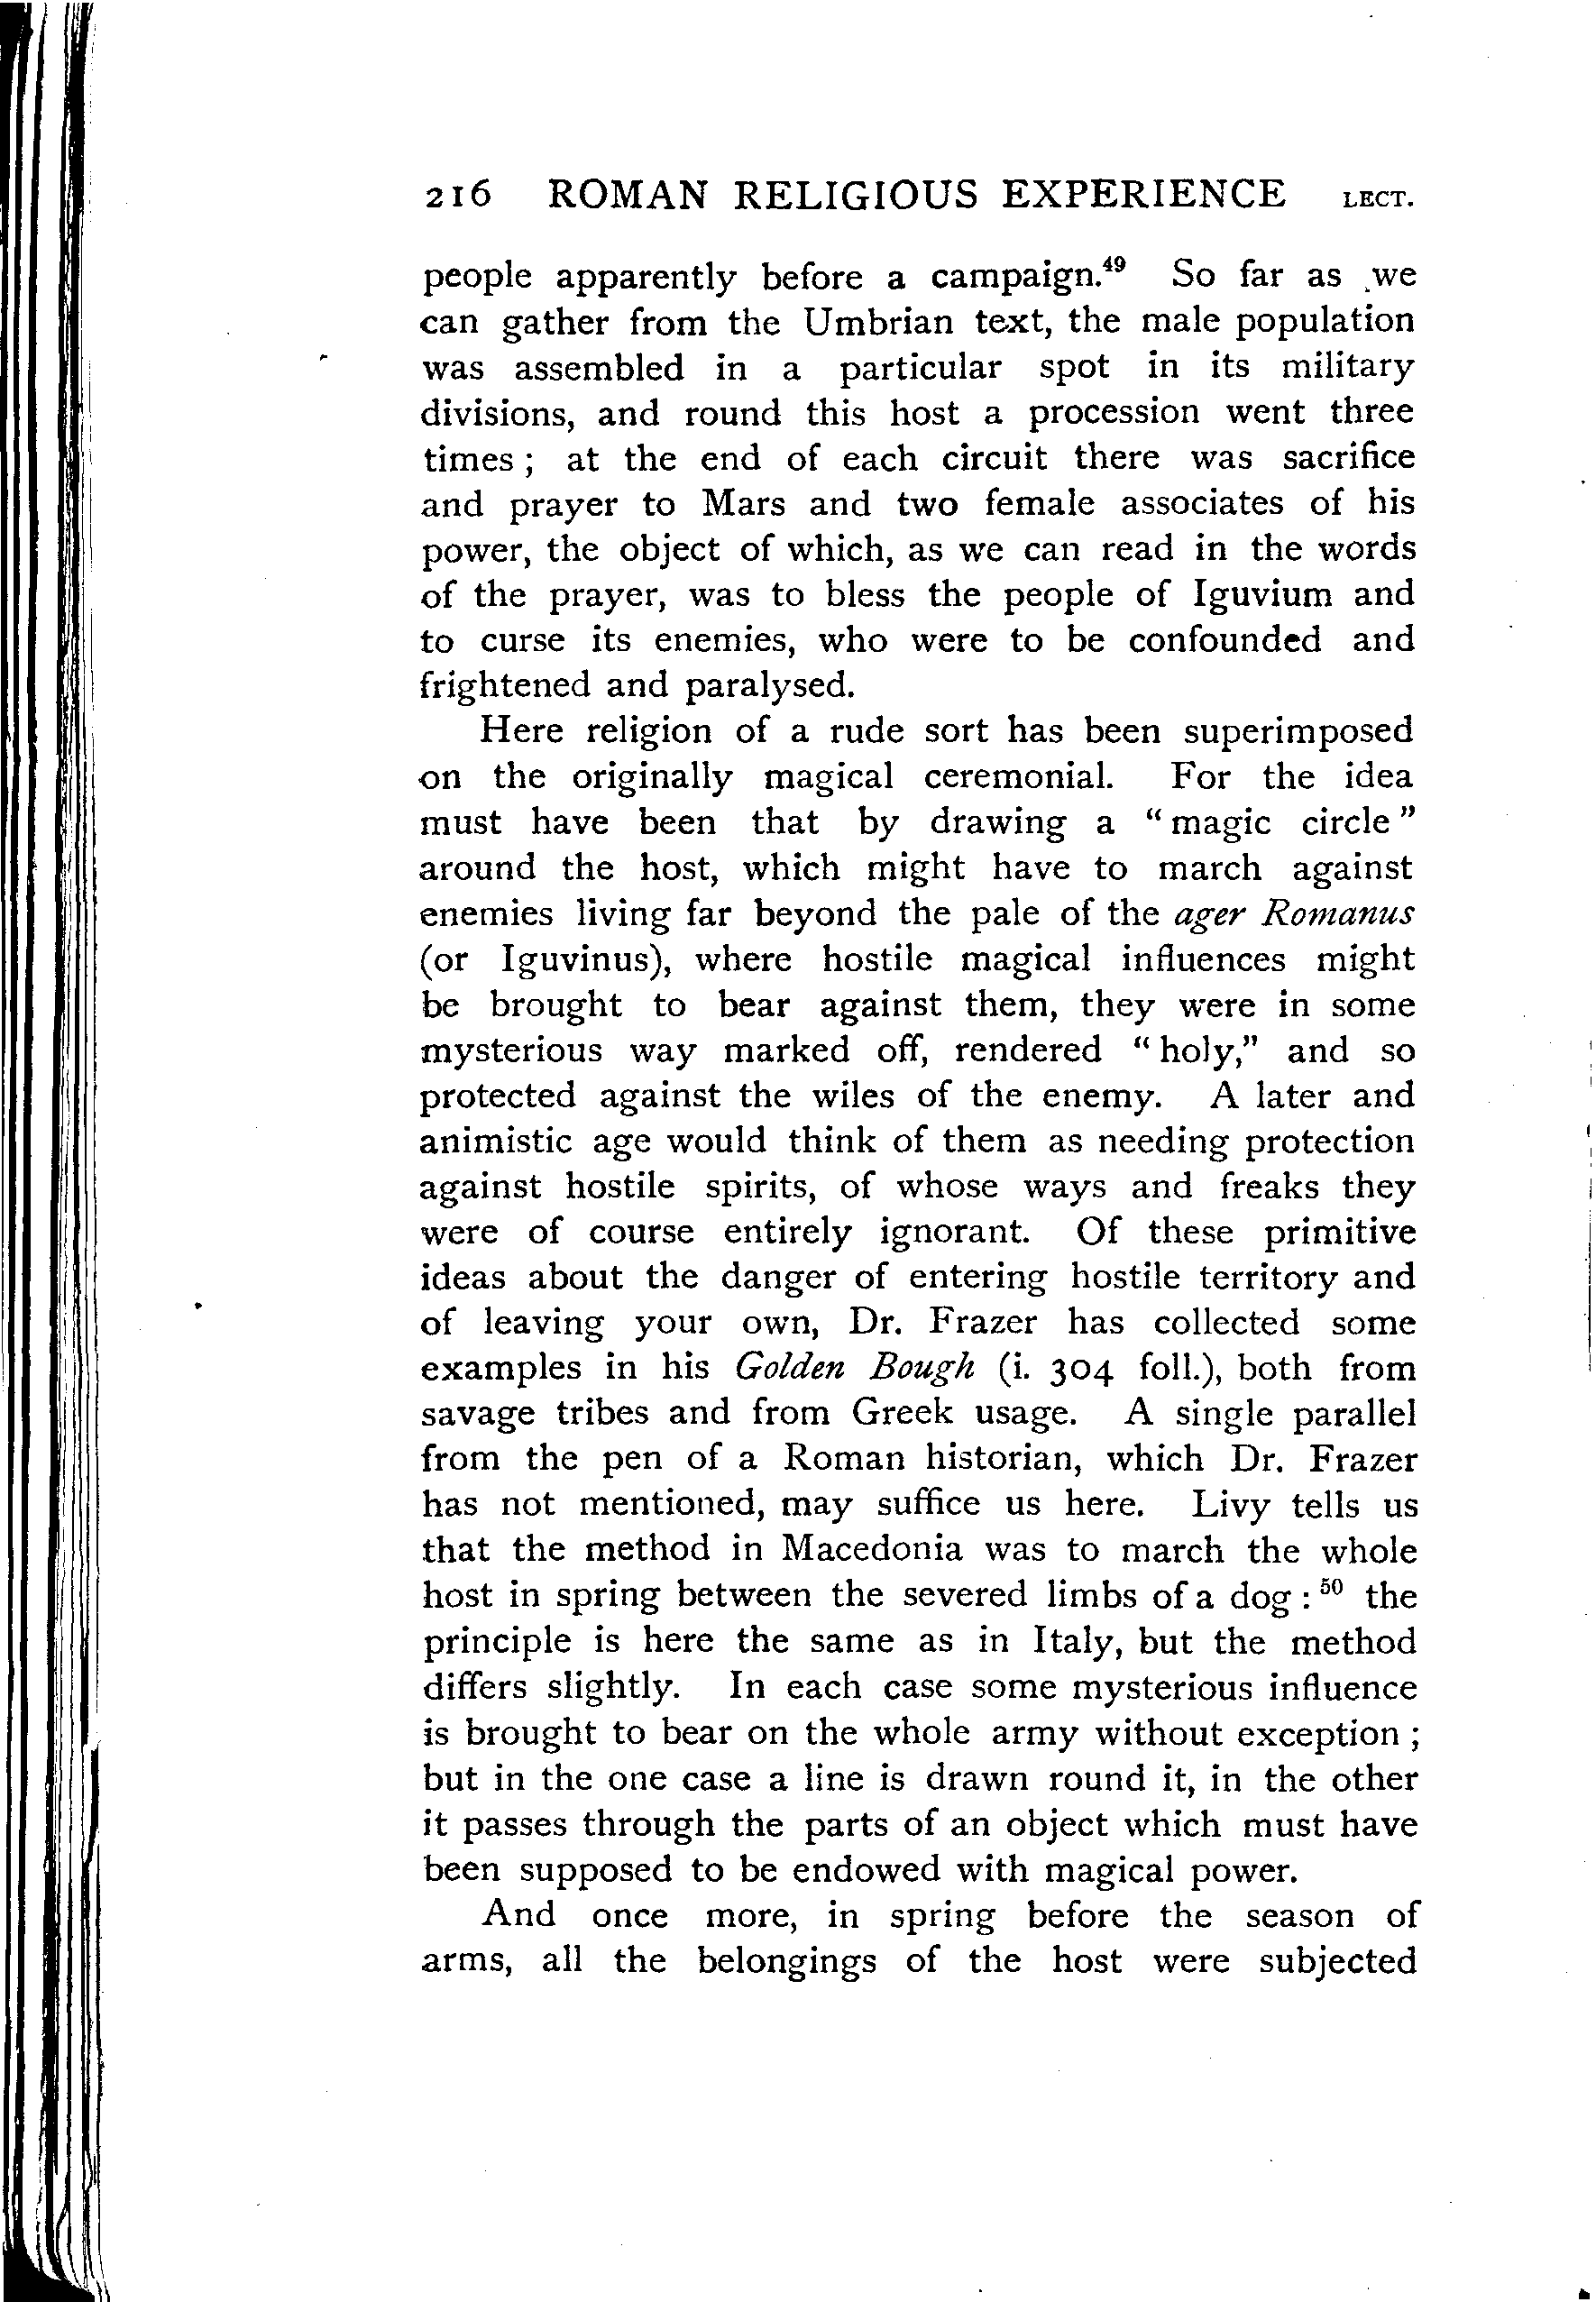 216 ROMAN RELIGIOUS EXPERIENCE LECT.
people apparently before a campaign.⁴⁹ So far as we
can gather from the Umbrian text, the male population
was assembled in a particular spot in its military
divisions, and round this host a procession went three
times ; at the end of each circuit there was sacrifice
and prayer to Mars and two female associates of his
power, the object of which, as we can read in the words
of the prayer, was to bless the people of Iguvium and
to curse its enemies, who were to be confounded and
frightened and paralysed.
Here religion of a rude sort has been superimposed
on the originally magical ceremonial. For the idea
must have been that by drawing a “ magic circle ”
around the host, which might have to march against
enemies living far beyond the pale of the ager Romanus
(or Iguvinus), where hostile magical influences might
be brought to bear against them, they were in some
mysterious way marked off, rendered “ holy,” and so
protected against the wiles of the enemy. A later and
animistic age would think of them as needing protection
against hostile spirits, of whose ways and freaks they
were of course entirely ignorant. Of these primitive
ideas about the danger of entering hostile territory and
of leaving your own, Dr. Frazer has collected some
examples in his Golden Bough (i. 304 foll.), both from
savage tribes and from Greek usage. A single parallel
from the pen of a Roman historian, which Dr. Frazer
has not mentioned, may suffice us here. Livy tells us
that the method in Macedonia was to march the whole
host in spring between the severed limbs of a dog : ⁵⁰ the
principle is here the same as in Italy, but the method
differs slightly. In each case some mysterious influence
is brought to bear on the whole army without exception ;
but in the one case a line is drawn round it, in the other
it passes through the parts of an object which must have
been supposed to be endowed with magical power.
And once more, in spring before the season of
arms, all the belongings of the host were subjected